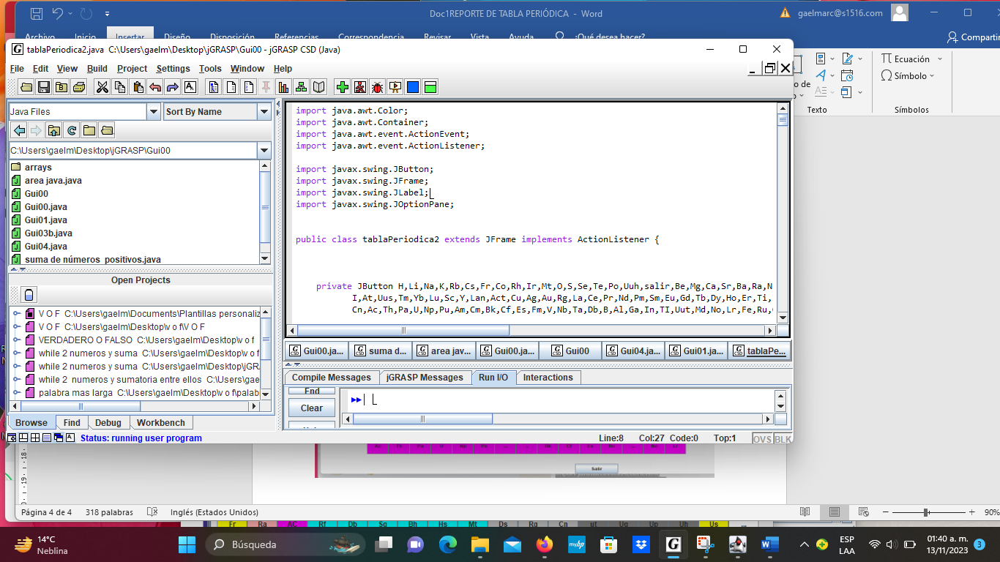 Doc1REPORTE DE TABLA PERIÓDICA - Word
gaelmarc@s1516.com
Archivo Inicio Insertar Diseño Disposición Referencias Correspondencia Revisar Vista Ayuda ¿Qué desea hacer?
Compartir
tablaPeriodica2.java C:\Users\gaelm\Desktop\jGRASP\Gui00 - jGRASP CSD (Java)
File Edit View Build Project Settings Tools Window Help
Ecuación
Símbolo
Texto
Símbolos
Java Files
Sort By Name
C:\Users\gaelm\Desktop\jGRASP\Gui00
arrays
area java.java
Gui00
Gui00.java
Gui01.java
Gui03b.java
Gui04.java
suma de números positivos.java
Open Projects
V O F C:\Users\gaelm\Documents\Plantillas personaliz
V O F C:\Users\gaelm\Desktop\v o f\V O F
VERDADERO O FALSO C:\Users\gaelm\Desktop\v o f
while 2 numeros y suma C:\Users\gaelm\Desktop\v o f
while 2 numeros y suma C:\Users\gaelm\Desktop\jGRA
while 2 numeros y sumatoria entre ellos C:\Users\gae
palabra mas larga C:\Users\gaelm\Desktop\v o f\palab
Browse Find Debug Workbench
import java.awt.Color;
import java.awt.Container;
import java.awt.event.ActionEvent;
import java.awt.event.ActionListener;
import javax.swing.JButton;
import javax.swing.JFrame;
import javax.swing.JLabel;
import javax.swing.JOptionPane;
public class tablaPeriodica2 extends JFrame implements ActionListener {
private JButton H,Li,Na,K,Rb,Cs,Fr,Co,Rh,Ir,Mt,O,S,Se,Te,Po,Uuh,salir,Be,Mg,Ca,Sr,Ba,Ra,N
I,At,Uus,Tm,Yb,Lu,Sc,Y,Lan,Act,Cu,Ag,Au,Rg,La,Ce,Pr,Nd,Pm,Sm,Eu,Gd,Tb,Dy,Ho,Er,Ti,
Cn,Ac,Th,Pa,U,Np,Pu,Am,Cm,Bk,Cf,Es,Fm,V,Nb,Ta,Db,B,Al,Ga,In,TI,Uut,Md,No,Lr,Fe,Ru,
Gui00.ja... suma d... area jav... Gui00.ja... Gui00 Gui04.ja... Gui01.ja... tablaPe...
Compile Messages jGRASP Messages Run I/O Interactions
End
Clear
Status: running user program
Line:8 Col:27 Code:0 Top:1
OVS BLK
Salir
Página 4 de 4 318 palabras Inglés (Estados Unidos)
90%
Fr Ra AC Rf Db Sg Bh Hs Mt Ds Rg Cn ut Uq Up Uh Us ...
14°C
Neblina
Búsqueda
myhp
ESP
LAA
01:40 a. m.
13/11/2023
3